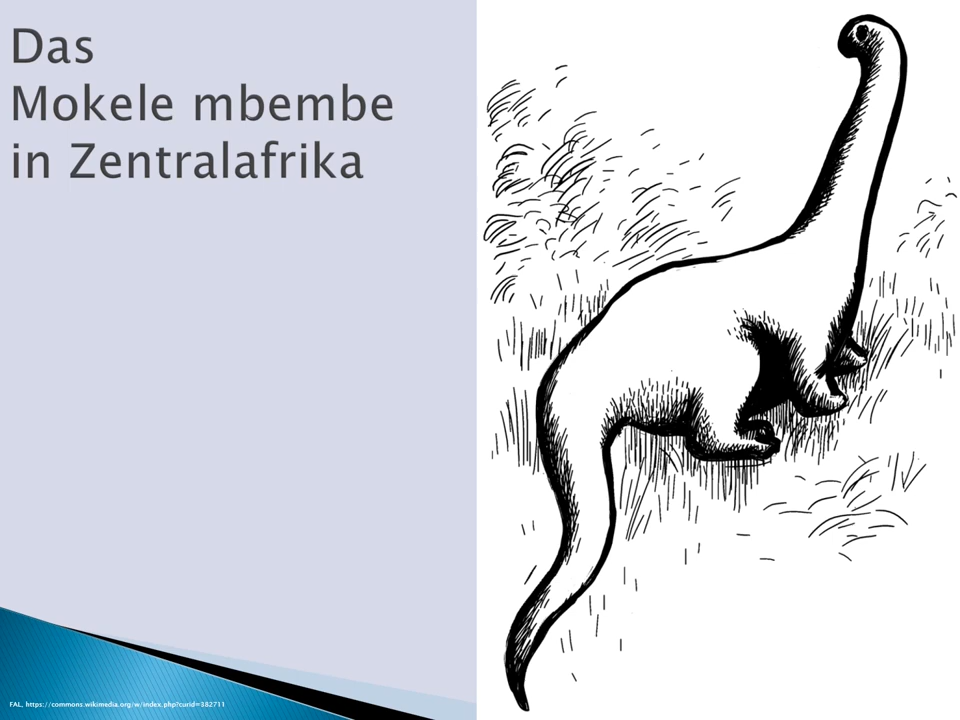 Das
Mokele mbembe
in Zentralafrika
FAL, https://commons.wikimedia.org/w/index.php?curid=382711